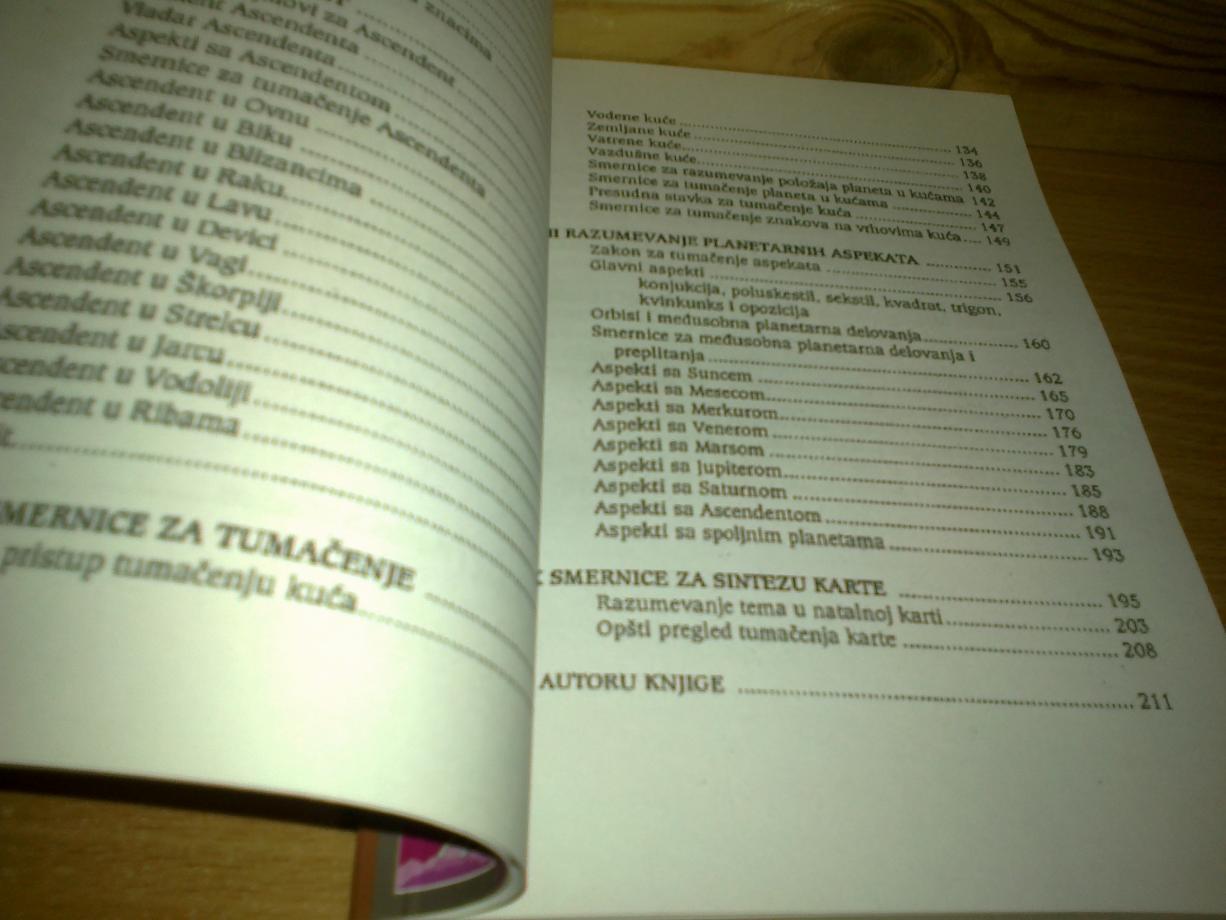 znacima
za Ascendent
Ascendenta
Vladar Ascendenta
Aspekti sa Ascendentom
Smernice za tumačenje Ascendenta
Ascendent u Ovnu
Ascendent u Biku
Ascendent u Blizancima
Ascendent u Raku
Ascendent u Lavu
Ascendent u Devici
Ascendent u Vagi
Ascendent u Škorpiji
Ascendent u Strelcu
scendent u Jarcu
cendent u Vodoliji
endent u Ribama
MERNICE ZA TUMAČENJE
pristup tumačenju kuća
Vodene kuće 134
Zemljane kuće 136
Vatrene kuće 138
Vazdušne kuće 140
Smernice za razumevanje položaja planeta u kućama 142
Smernice za tumačenje planeta u kućama 144
Presudna stavka za tumačenje kuća 147
Smernice za tumačenje znakova na vrhovima kuća 149
II RAZUMEVANJE PLANETARNIH ASPEKATA 151
Zakon za tumačenje aspekata 155
Glavni aspekti 156
konjukcija, poluskestil, sekstil, kvadrat, trigon,
kvinkunks i opozicija
Orbisi i međusobna planetarna delovanja 160
Smernice za međusobna planetarna delovanja i
preplitanja 162
Aspekti sa Suncem 165
Aspekti sa Mesecom 170
Aspekti sa Merkurom 176
Aspekti sa Venerom 179
Aspekti sa Marsom 183
Aspekti sa Jupiterom 185
Aspekti sa Saturnom 188
Aspekti sa Ascendentom 191
Aspekti sa spoljnim planetama 193
SMERNICE ZA SINTEZU KARTE 195
Razumevanje tema u natalnoj karti 203
Opšti pregled tumačenja karte 208
AUTORU KNJIGE 211